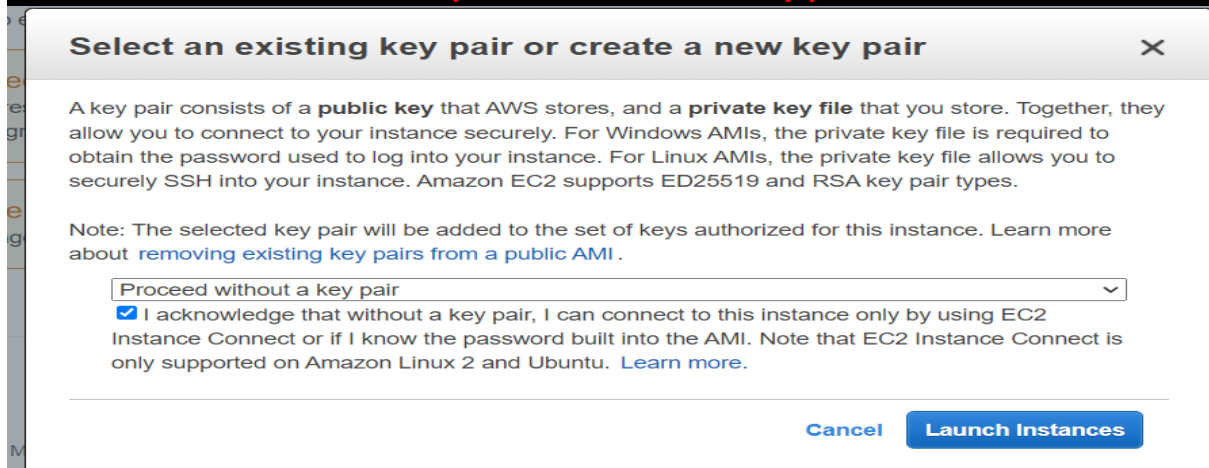 Select an existing key pair or create a new key pair
A key pair consists of a public key that AWS stores, and a private key file that you store. Together, they
allow you to connect to your instance securely. For Windows AMIs, the private key file is required to
obtain the password used to log into your instance. For Linux AMIs, the private key file allows you to
securely SSH into your instance. Amazon EC2 supports ED25519 and RSA key pair types.
Note: The selected key pair will be added to the set of keys authorized for this instance. Learn more
about removing existing key pairs from a public AMI.
Proceed without a key pair
I acknowledge that without a key pair, I can connect to this instance only by using EC2
Instance Connect or if I know the password built into the AMI. Note that EC2 Instance Connect is
only supported on Amazon Linux 2 and Ubuntu. Learn more.
Cancel Launch Instances